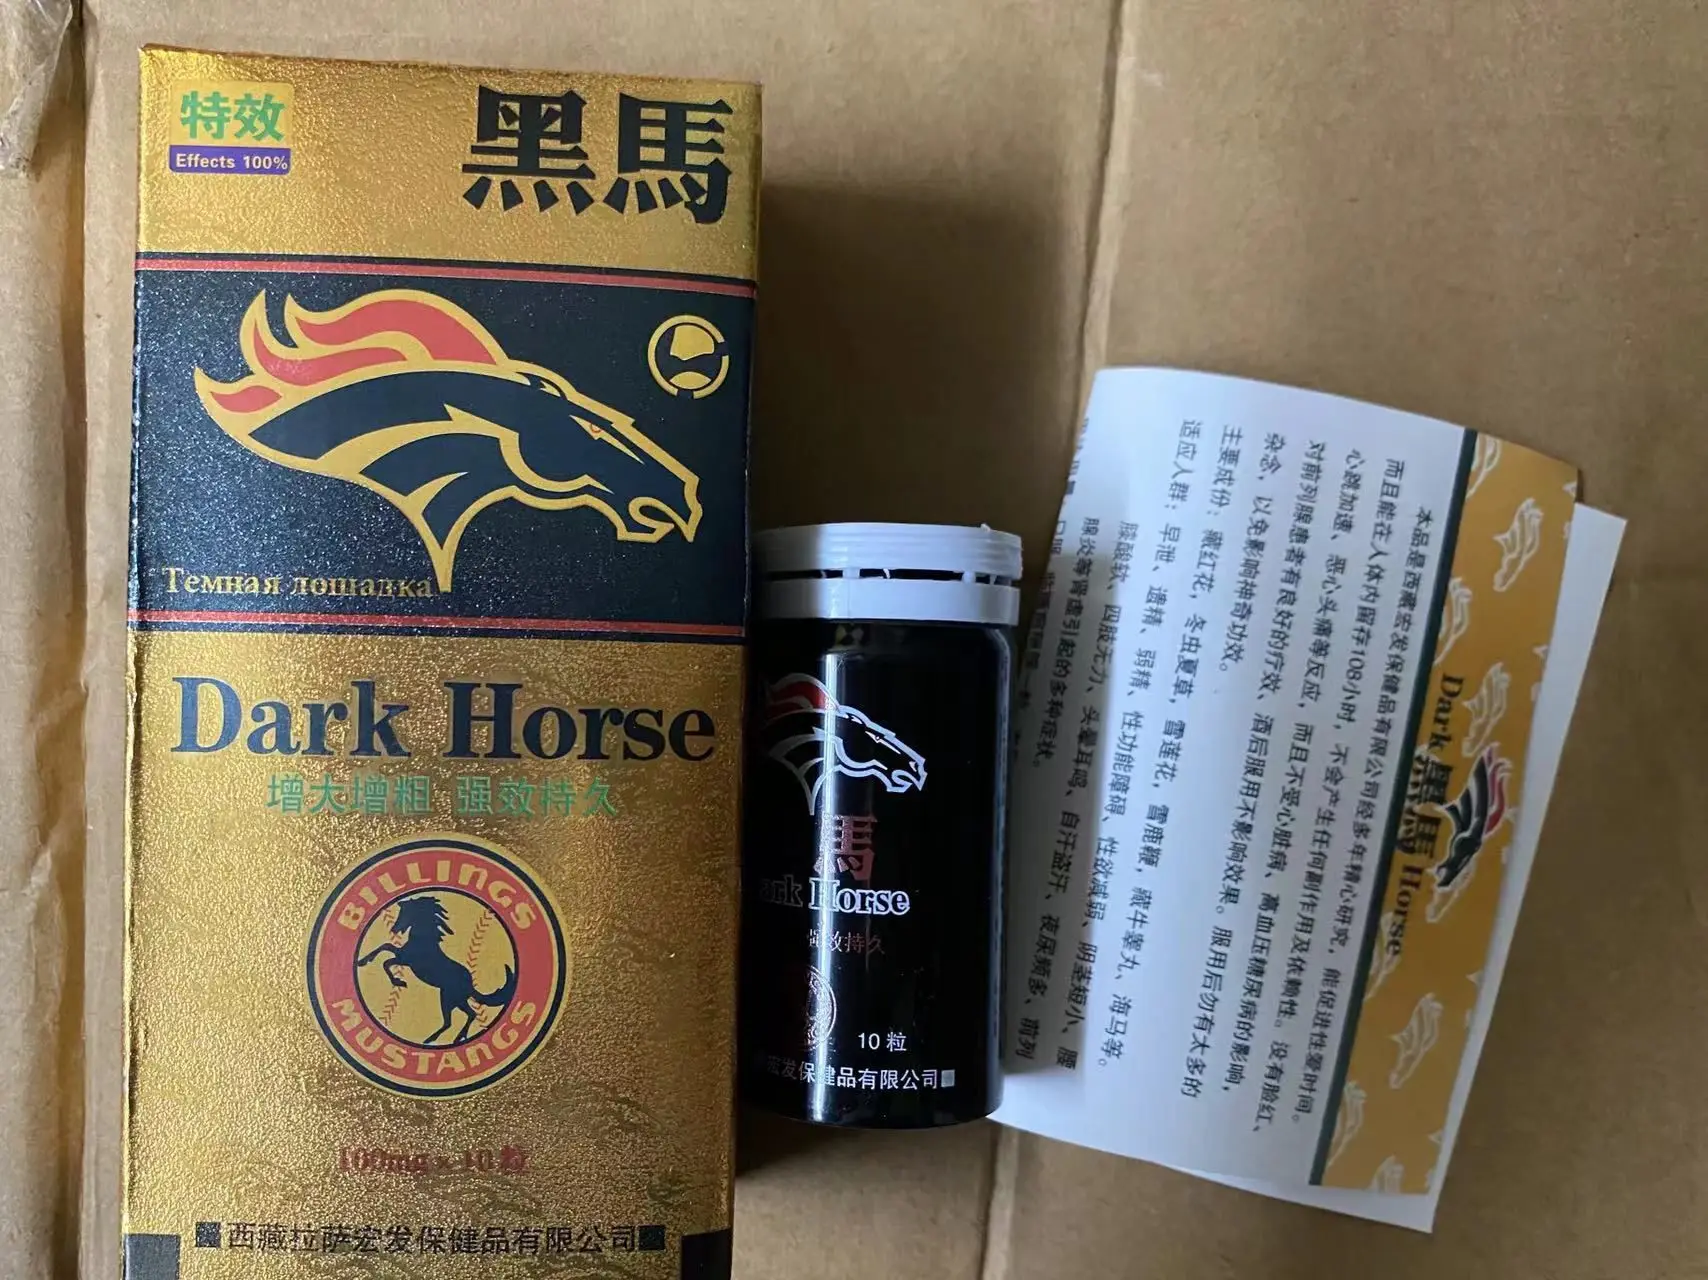 特效
Effects 100%
黑馬
Темная лошадка
Dark Horse
增大增粗 强效持久
BILLINGS
MUSTANGS
100mg x 10粒
西藏拉萨宏发保健品有限公司
馬
ark Horse
强效持久
10 粒
宏发保健品有限公司
Dark 黑馬 Horse
本品是西藏宏发保健品有限公司经多年精心研究，能促进性爱时间。
而且能在人体内留存108小时，不会产生任何副作用及依赖性。没有脸红、
心跳加速、恶心头痛等反应，而且不受心脏病、高血压糖尿病的影响，
对前列腺患者有良好的疗效、酒后服用不影响效果。服用后勿有太多的
杂念，以免影响神奇功效。
主要成份：藏红花，冬虫夏草，雪莲花，雪鹿鞭，藏牛睾丸、海马等。
适应人群：早泄、遗精、弱精、性功能障碍、性欲减弱、阴茎短小、腰
膝酸软、四肢无力、头晕耳鸣、自汗盗汗、夜尿频多、前列
腺炎等肾虚引起的多种症状。